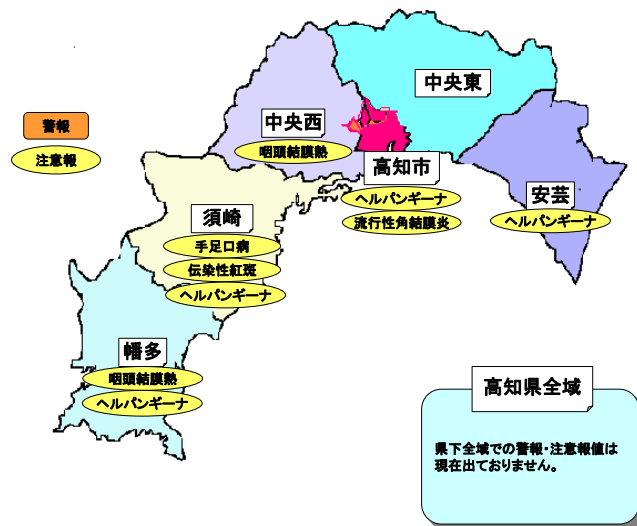 中央東
警報
注意報
中央西
咽頭結膜熱
高知市
ヘルパンギーナ
流行性角結膜炎
安芸
ヘルパンギーナ
須崎
手足口病
伝染性紅斑
ヘルパンギーナ
幡多
咽頭結膜熱
ヘルパンギーナ
高知県全域
県下全域での警報・注意報値は
現在出ておりません。